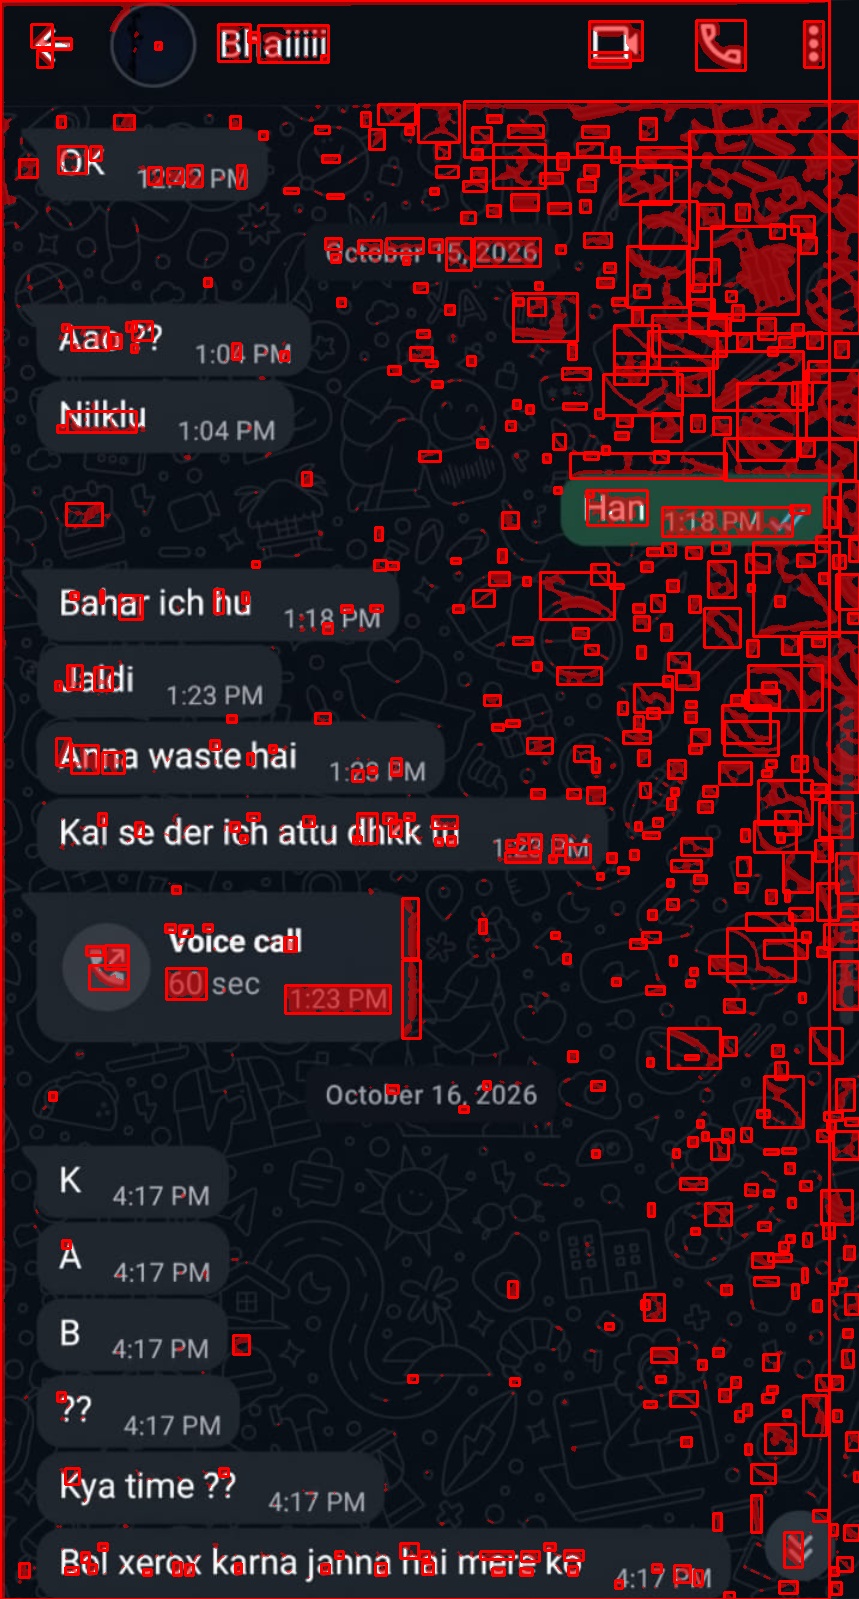 Bhaiiiii
OK 12:42 PM
October 15, 2026
Aao ?? 1:04 PM
1:04 PM
Han 1:18 PM
Bahar ich hu 1:18 PM
Jaldi 1:23 PM
Anna waste hai 1:23 PM
Kal se der ich attu dhkk tu 1:23 PM
Voice call
60 sec 1:23 PM
October 16, 2026
K 4:17 PM
A 4:17 PM
B 4:17 PM
?? 4:17 PM
Kya time ?? 4:17 PM
Bol xerox karna janna hai mere ko 4:17 PM